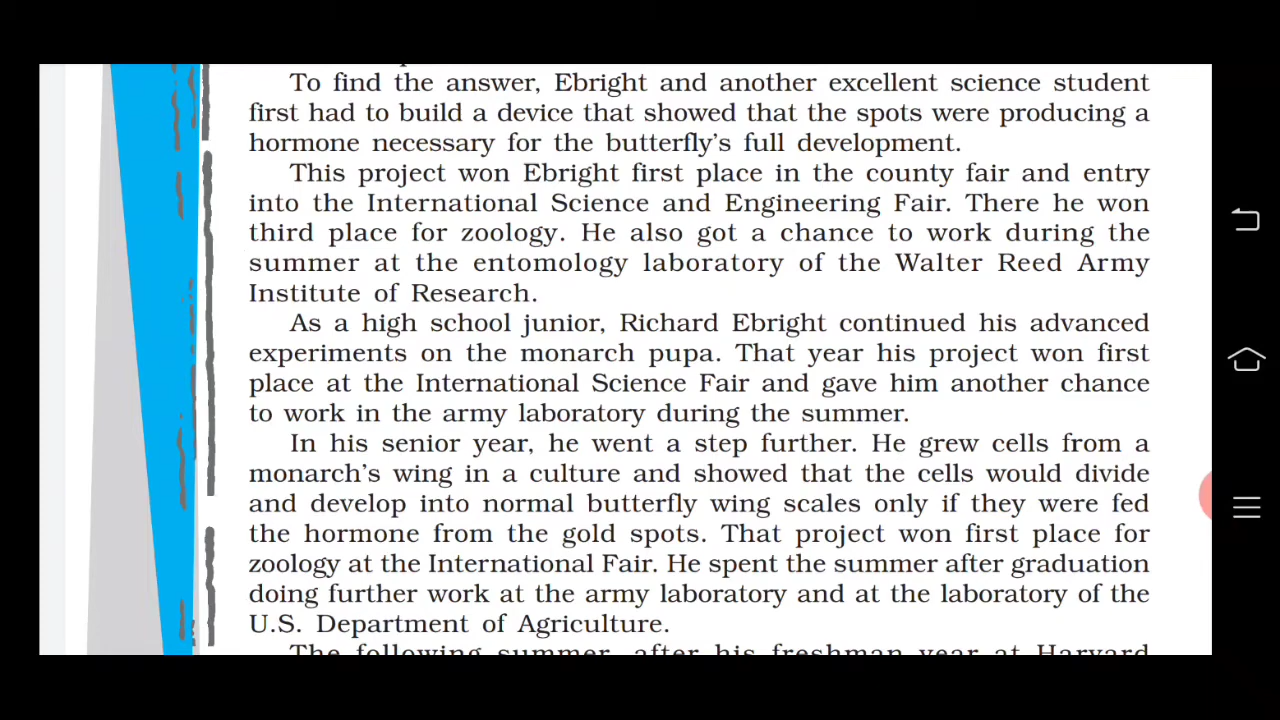 To find the answer, Ebright and another excellent science student
first had to build a device that showed that the spots were producing a
hormone necessary for the butterfly's full development.
This project won Ebright first place in the county fair and entry
into the International Science and Engineering Fair. There he won
third place for zoology. He also got a chance to work during the
summer at the entomology laboratory of the Walter Reed Army
Institute of Research.
As a high school junior, Richard Ebright continued his advanced
experiments on the monarch pupa. That year his project won first
place at the International Science Fair and gave him another chance
to work in the army laboratory during the summer.
In his senior year, he went a step further. He grew cells from a
monarch's wing in a culture and showed that the cells would divide
and develop into normal butterfly wing scales only if they were fed
the hormone from the gold spots. That project won first place for
zoology at the International Fair. He spent the summer after graduation
doing further work at the army laboratory and at the laboratory of the
U.S. Department of Agriculture.
The following summer, after his freshman year at Harvard